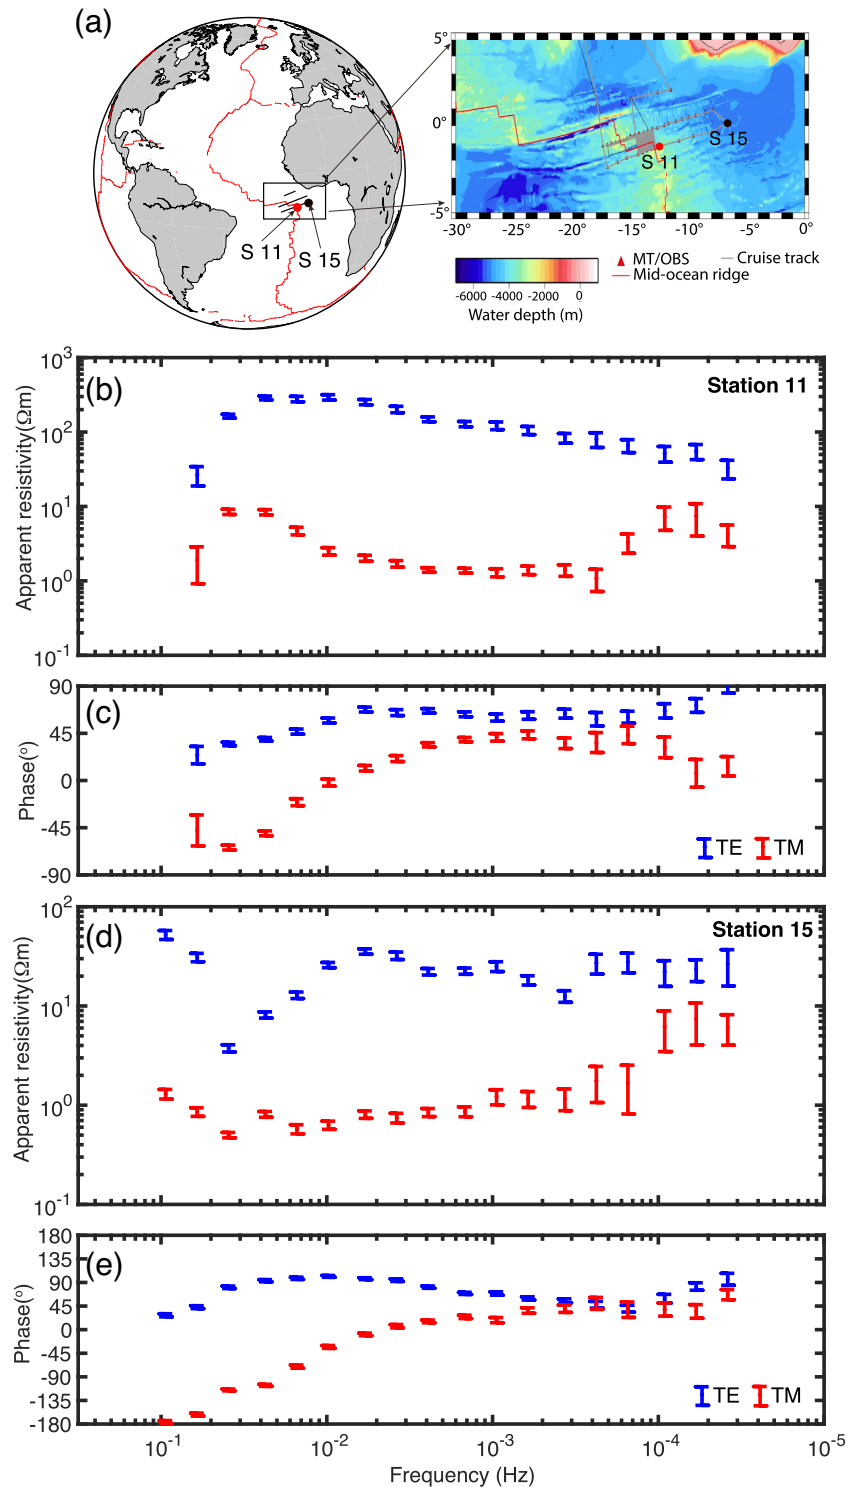 (a)
S 11
S 15
5°
0°
-5°
S 15
S 11
-30°
-25°
-20°
-15°
-10°
-5°
0°
-6000 -4000 -2000 0
Water depth (m)
MT/OBS
Cruise track
Mid-ocean ridge
(b)
Station 11
Apparent resistivity(Ωm)
10³
10²
10¹
10⁰
10⁻¹
(c)
Phase(°)
90
45
0
-45
-90
TE TM
(d)
Station 15
Apparent resistivity(Ωm)
10²
10¹
10⁰
10⁻¹
(e)
Phase(°)
180
135
90
45
0
-45
-90
-135
-180
TE TM
10⁻¹ 10⁻² 10⁻³ 10⁻⁴ 10⁻⁵
Frequency (Hz)